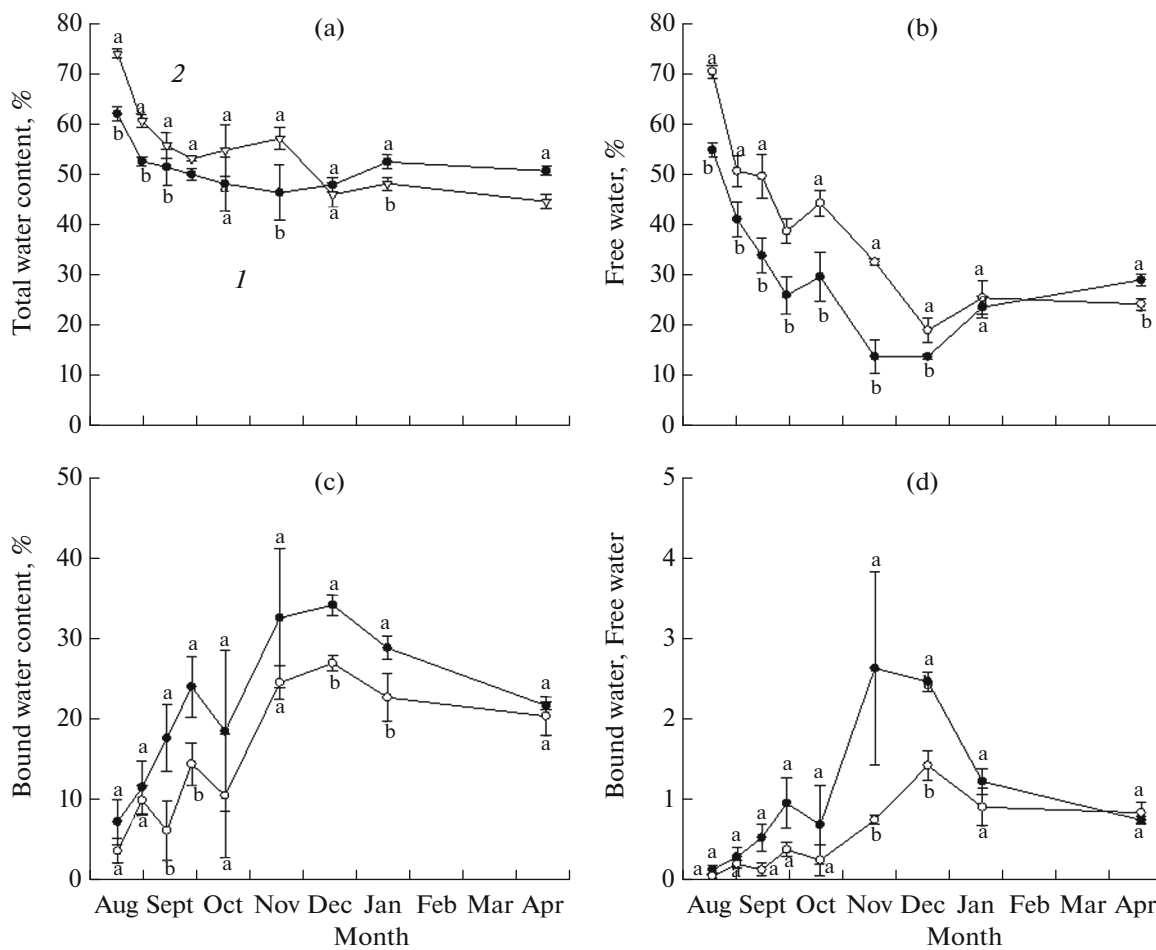 (a)
Total water content, %
80
70
60
50
40
30
20
10
0
a
a
a
a
a
a
a
a
a
b
b
b
a
b
a
b
2
1
(b)
Free water, %
80
70
60
50
40
30
20
10
0
a
a
a
a
a
a
a
a
b
b
b
b
b
b
b
a
b
(c)
Bound water content, %
50
40
30
20
10
0
a
a
a
a
a
a
a
a
a
a
a
b
b
a
a
b
b
a
Aug Sept Oct Nov Dec Jan Feb Mar Apr
Month
(d)
Bound water, Free water
5
4
3
2
1
0
a
a
a
a
a
a
a
a
a
a
a
a
a
a
b
b
a
a
Aug Sept Oct Nov Dec Jan Feb Mar Apr
Month